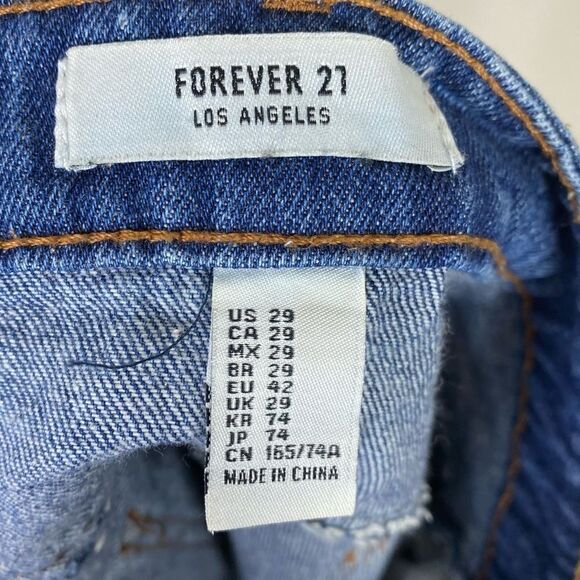 FOREVER 21
LOS ANGELES
US 29
CA 29
MX 29
BR 29
EU 42
UK 29
KR 74
JP 74
CN 165/74A
MADE IN CHINA